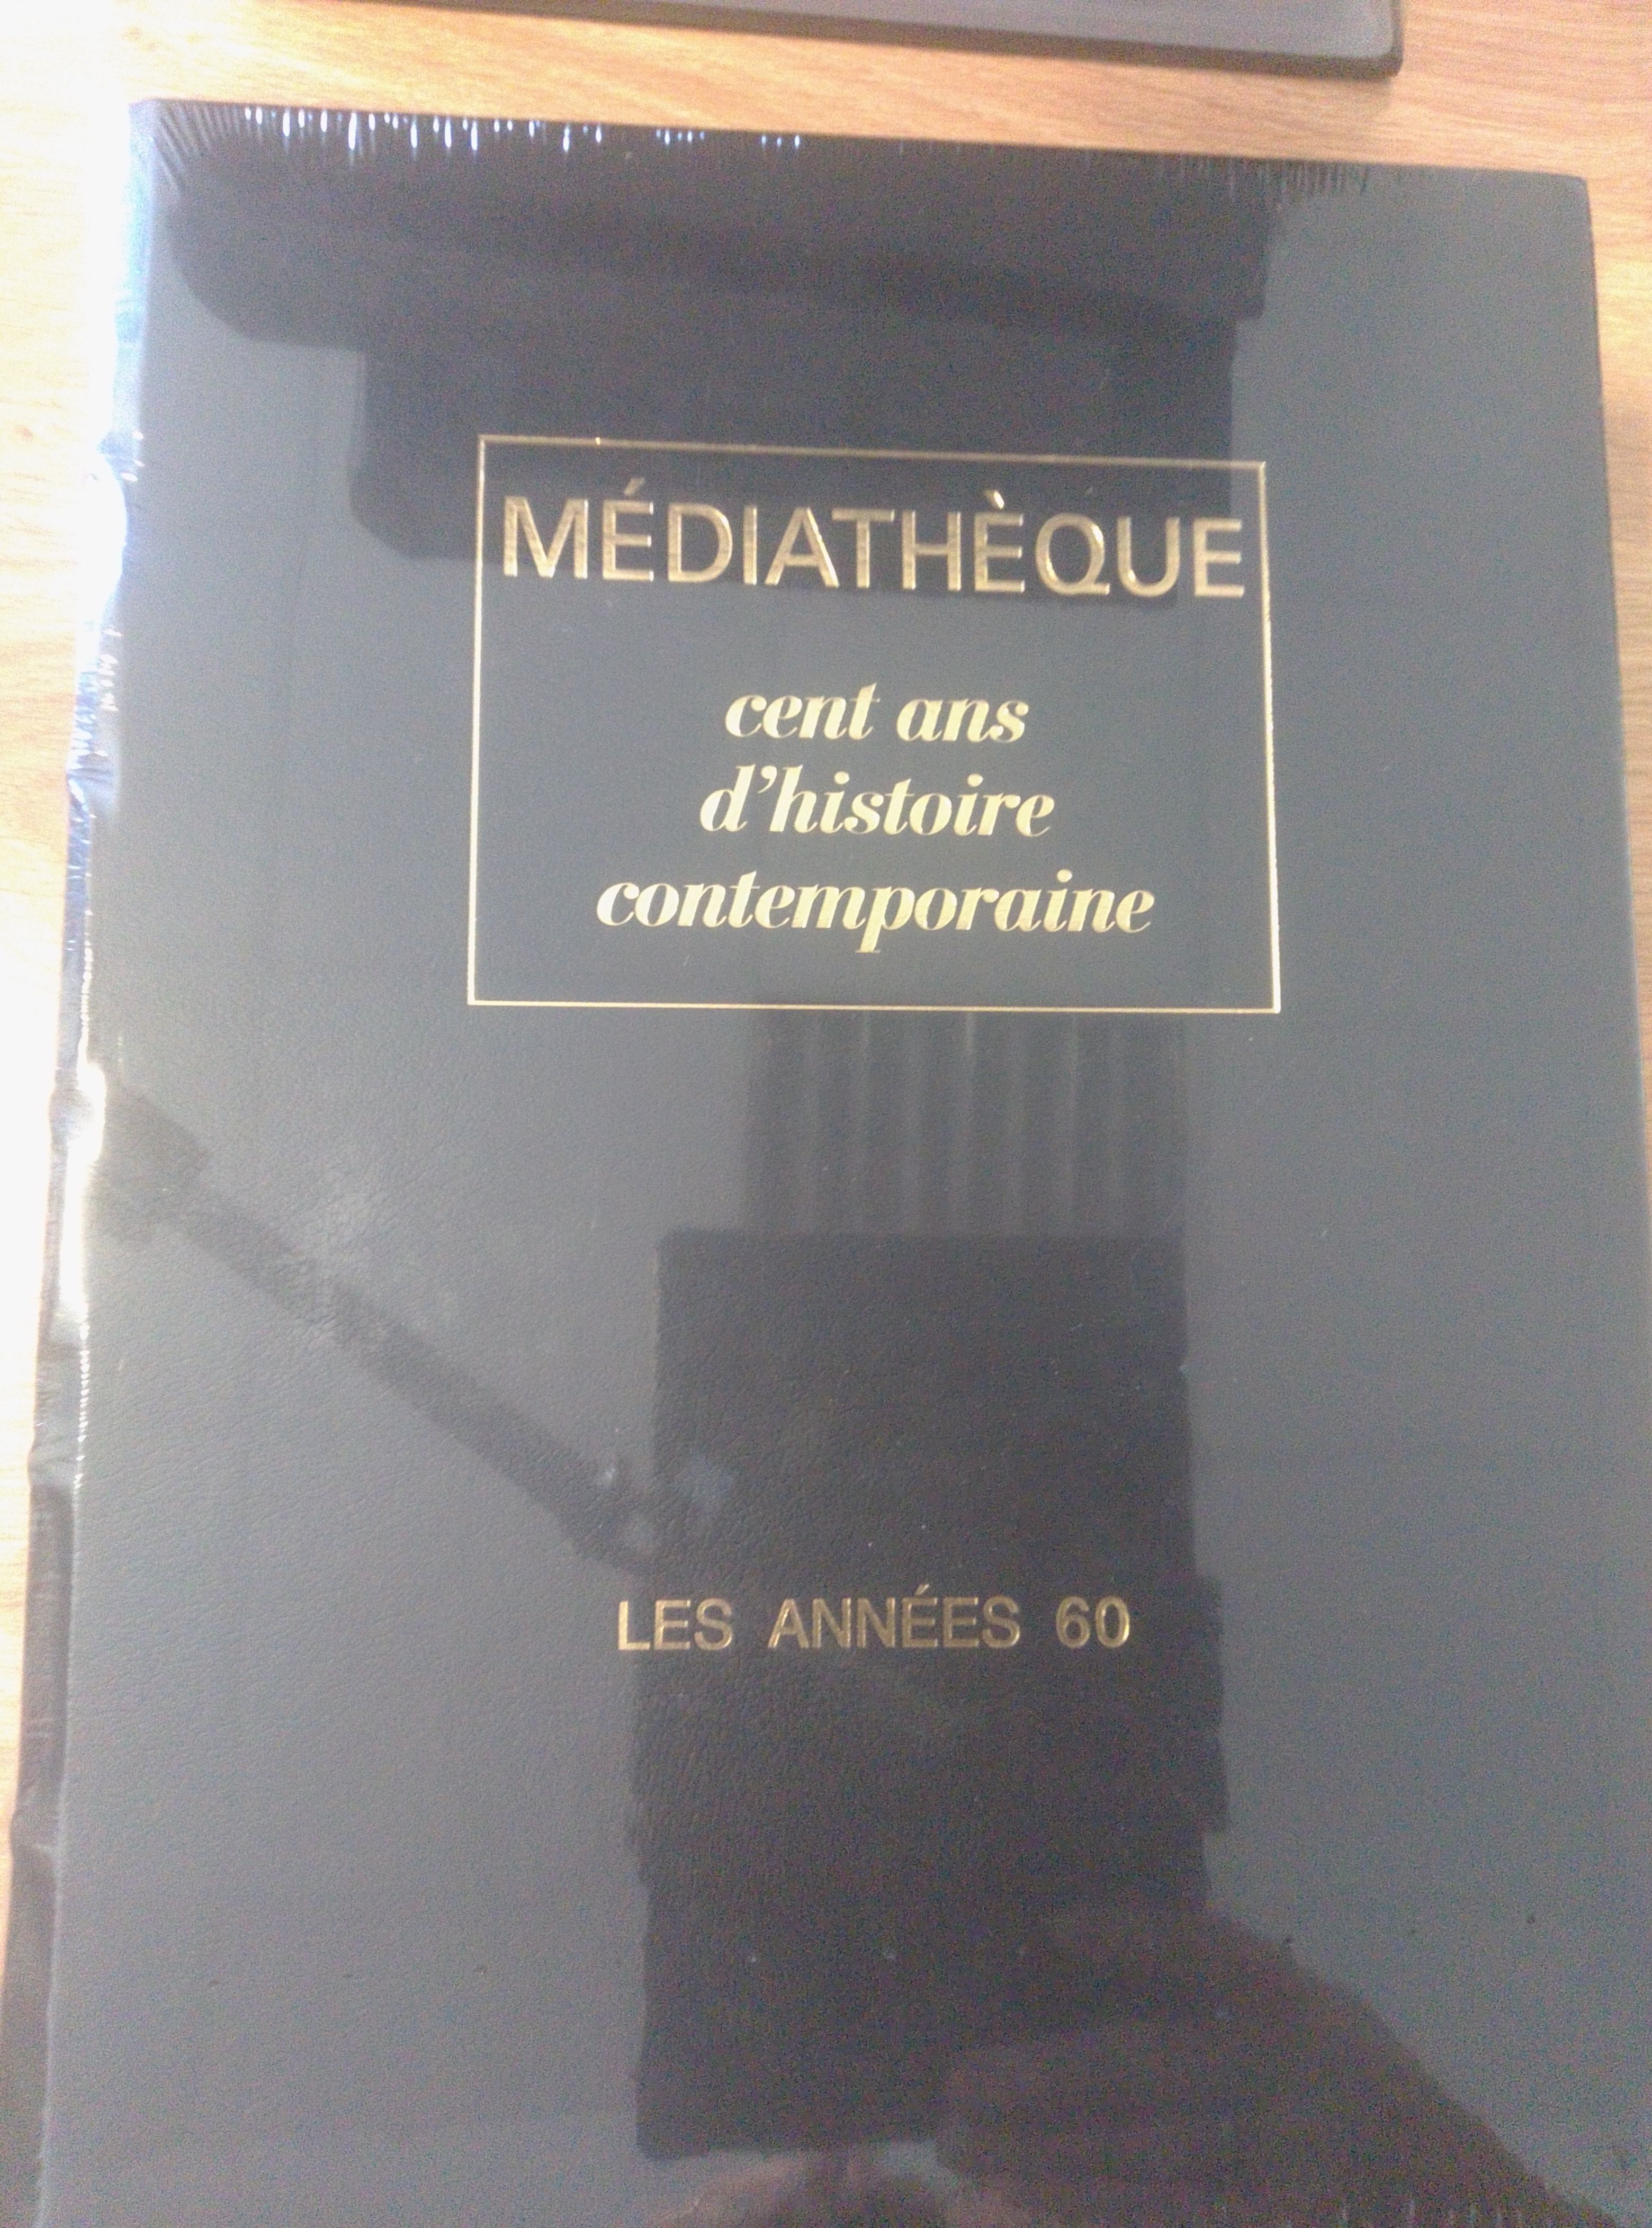 MÉDIATHÈQUE
cent ans
d'histoire
contemporaine
LES ANNÉES 60